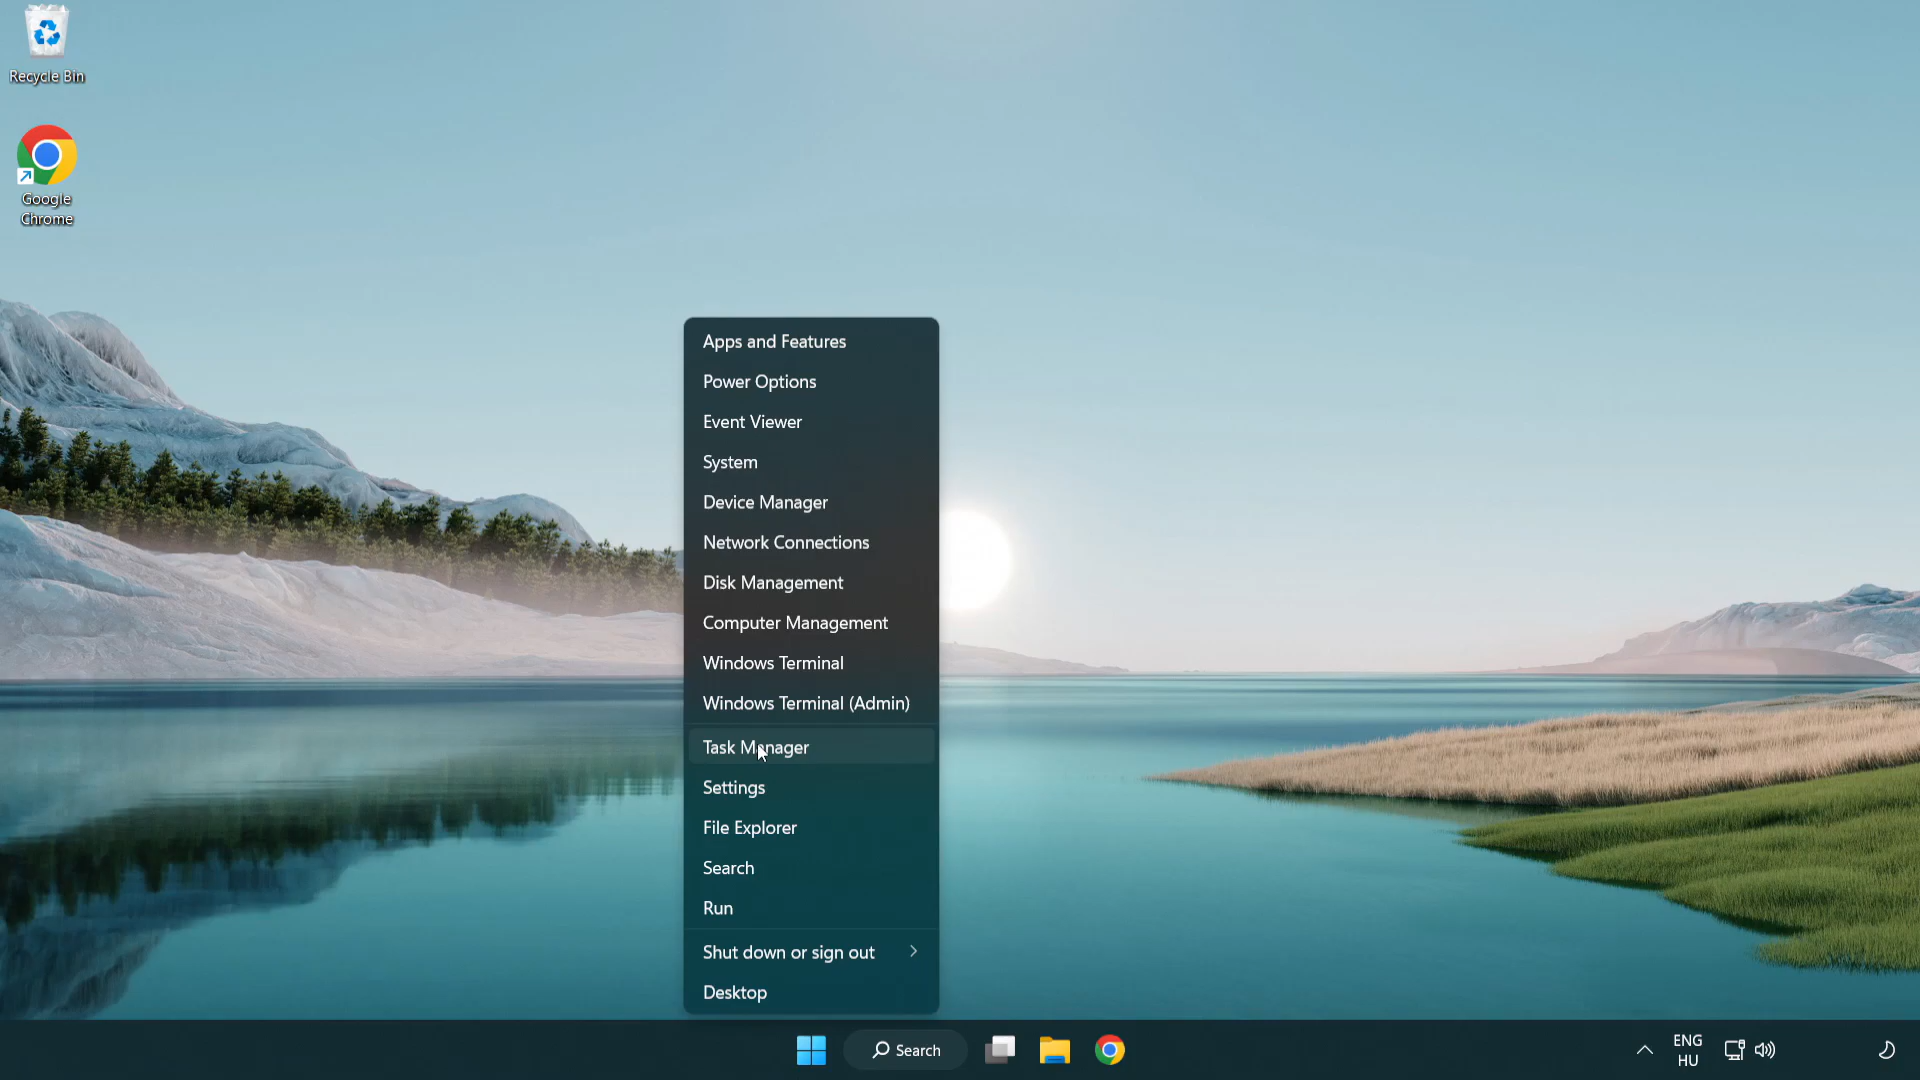 Recycle Bin
Google
Chrome
Apps and Features
Power Options
Event Viewer
System
Device Manager
Network Connections
Disk Management
Computer Management
Windows Terminal
Windows Terminal (Admin)
Task Manager
Settings
File Explorer
Search
Run
Shut down or sign out
Desktop
Search
ENG
HU